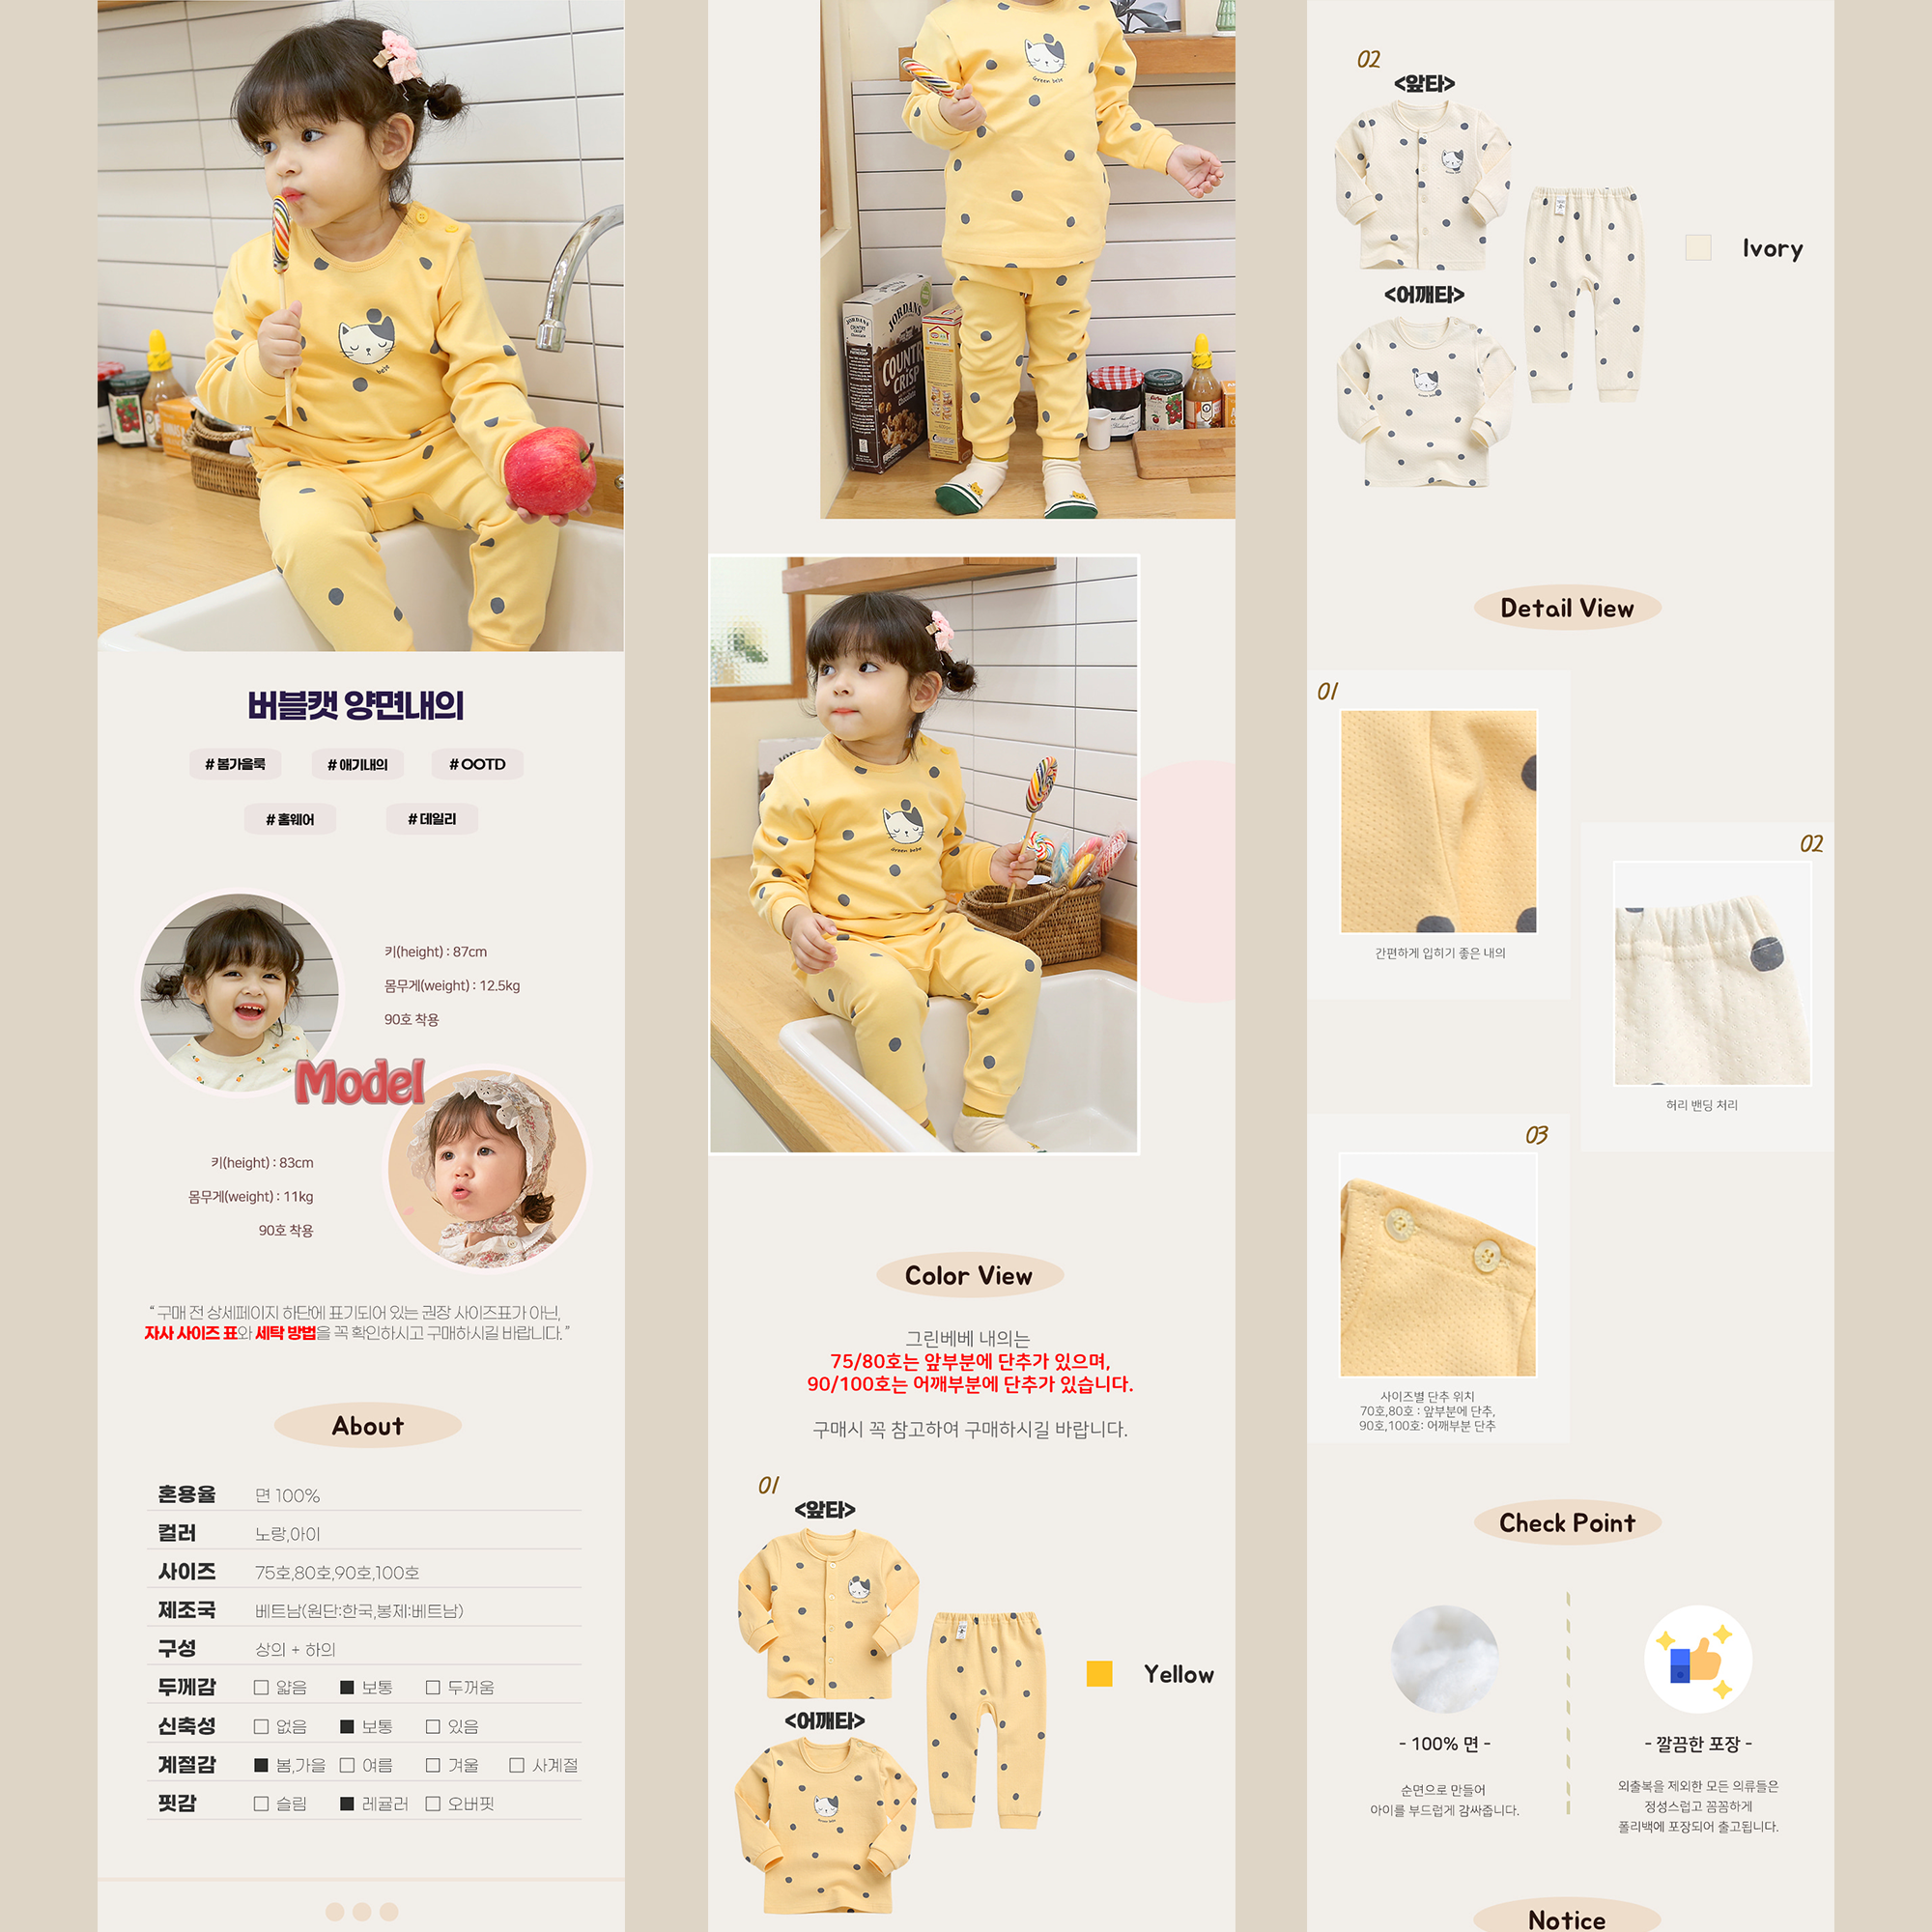 bebe
버블캣 양면내의
# 봄가을룩
# 애기내의
# OOTD
# 홈웨어
# 데일리
키(height) : 87cm
몸무게(weight) : 12.5kg
90호 착용
Model
키(height) : 83cm
몸무게(weight) : 11kg
90호 착용
“ 구매 전 상세페이지 하단에 표기되어 있는 권장 사이즈표가 아닌,
자사 사이즈 표와 세탁 방법을 꼭 확인하시고 구매하시길 바랍니다. ”
About
혼용율 면 100%
컬러 노랑,아이
사이즈 75호,80호,90호,100호
제조국 베트남(원단:한국,봉제:베트남)
구성 상의 + 하의
두께감 □ 얇음 ■ 보통 □ 두꺼움
신축성 □ 없음 ■ 보통 □ 있음
계절감 ■ 봄,가을 □ 여름 □ 겨울 □ 사계절
핏감 □ 슬림 ■ 레귤러 □ 오버핏
Green bebe
JORDANS
COUNTRY
CRISP
Green bebe
Color View
그린베베 내의는
75/80호는 앞부분에 단추가 있으며,
90/100호는 어깨부분에 단추가 있습니다.
구매시 꼭 참고하여 구매하시길 바랍니다.
01
<앞타>
Yellow
<어깨타>
02
<앞타>
Ivory
<어깨타>
Detail View
01
간편하게 입히기 좋은 내의
02
허리 밴딩 처리
03
사이즈별 단추 위치
70호,80호 : 앞부분에 단추,
90호,100호: 어깨부분 단추
Check Point
- 100% 면 -
순면으로 만들어
아이를 부드럽게 감싸줍니다.
- 깔끔한 포장 -
외출복을 제외한 모든 의류들은
정성스럽고 꼼꼼하게
폴리백에 포장되어 출고됩니다.
Notice